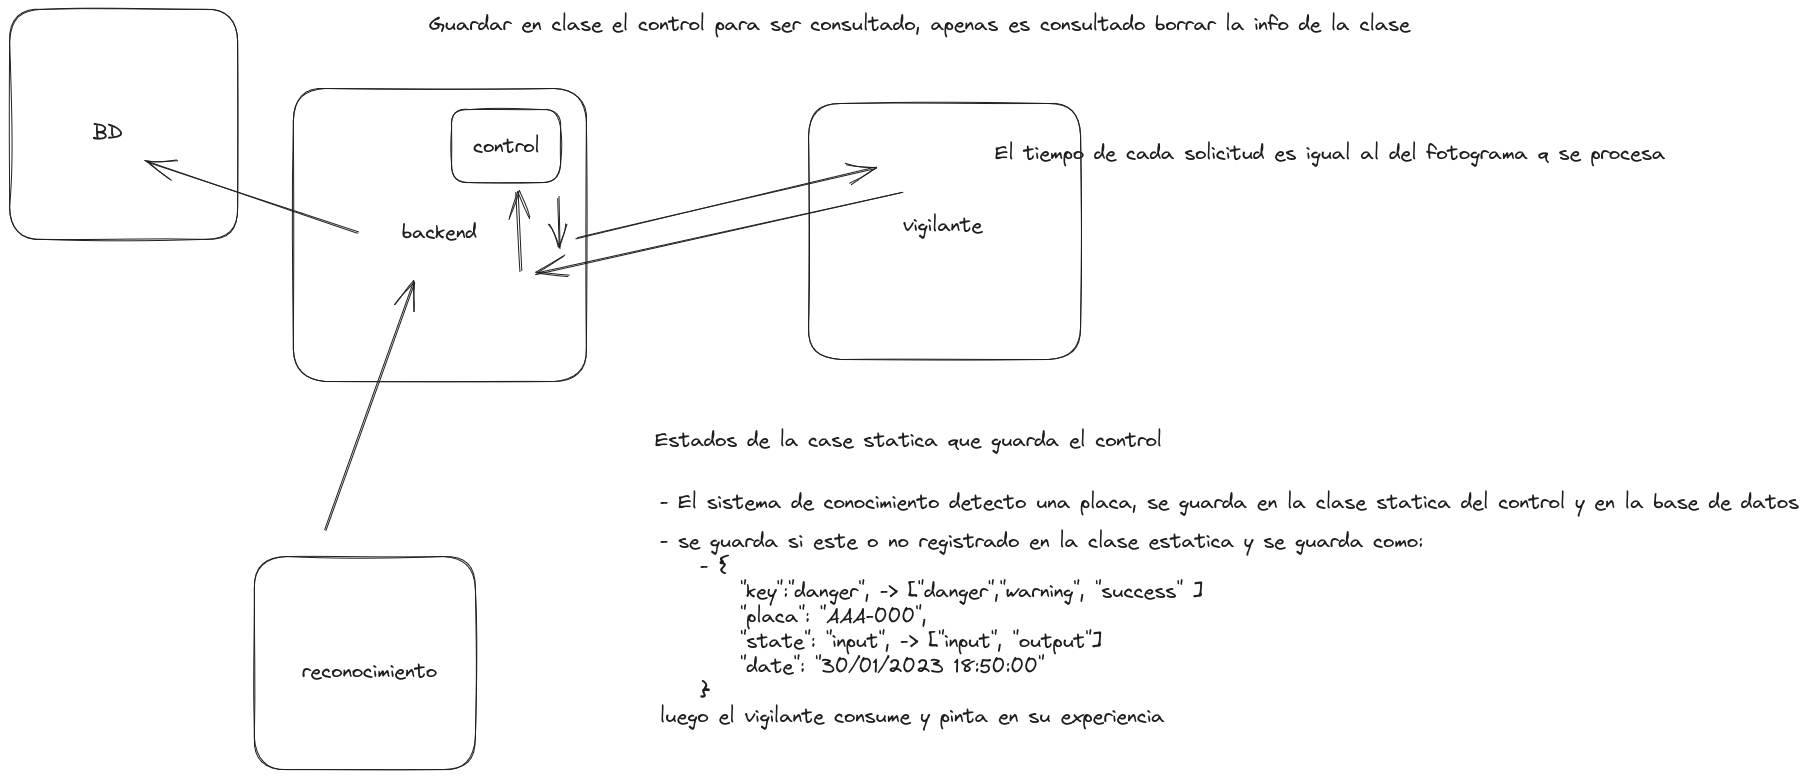 Guardar en clase el control para ser consultado, apenas es consultado borrar la info de la clase
BD
control
backend
El tiempo de cada solicitud es igual al del fotograma q se procesa
vigilante
Estados de la case statica que guarda el control
- El sistema de conocimiento detecto una placa, se guarda en la clase statica del control y en la base de datos
- se guarda si este o no registrado en la clase estatica y se guarda como:
- {
"key":"danger", -> ["danger","warning", "success" ]
"placa": "AAA-000",
"state": "input", -> ["input", "output"]
"date": "30/01/2023 18:50:00"
}
luego el vigilante consume y pinta en su experiencia
reconocimiento